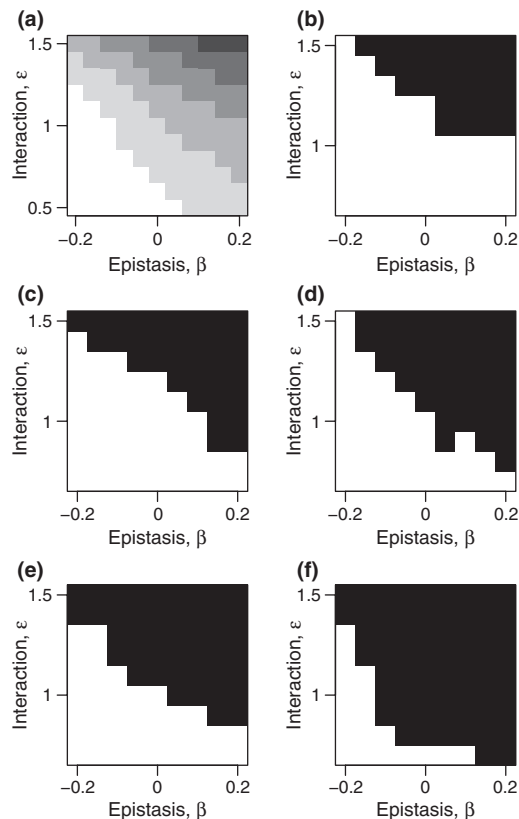 (a)
1.5
1
0.5
Interaction, ε
−0.2 0 0.2
Epistasis, β
(b)
1.5
1
Interaction, ε
−0.2 0 0.2
Epistasis, β
(c)
1.5
1
Interaction, ε
−0.2 0 0.2
Epistasis, β
(d)
1.5
1
Interaction, ε
−0.2 0 0.2
Epistasis, β
(e)
1.5
1
Interaction, ε
−0.2 0 0.2
Epistasis, β
(f)
1.5
1
Interaction, ε
−0.2 0 0.2
Epistasis, β